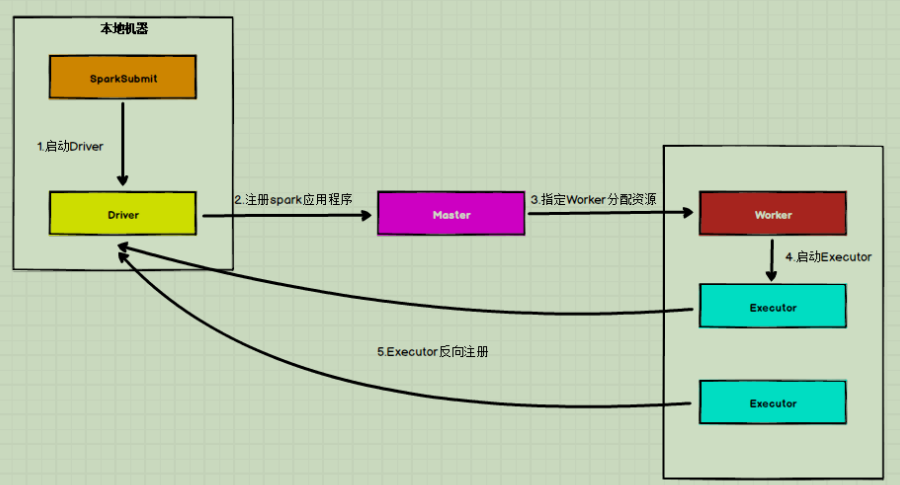 本地机器
SparkSubmit
1.启动Driver
Driver
2.注册spark应用程序
Master
3.指定Worker分配资源
Worker
4.启动Executor
Executor
5.Executor反向注册
Executor